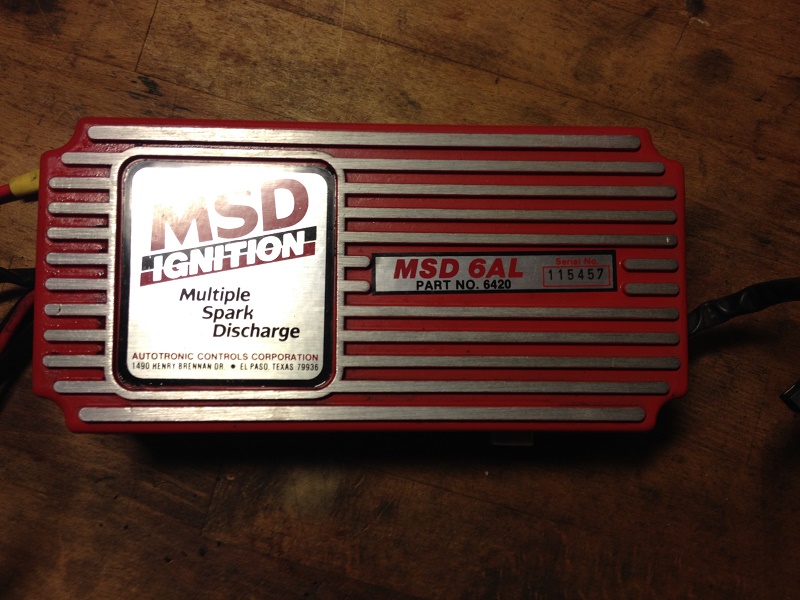 MSD
IGNITION
Multiple
Spark
Discharge
AUTOTRONIC CONTROLS CORPORATION
1490 HENRY BRENNAN DR. ● EL PASO, TEXAS 79936
MSD 6AL
PART NO. 6420
Serial No.
115457